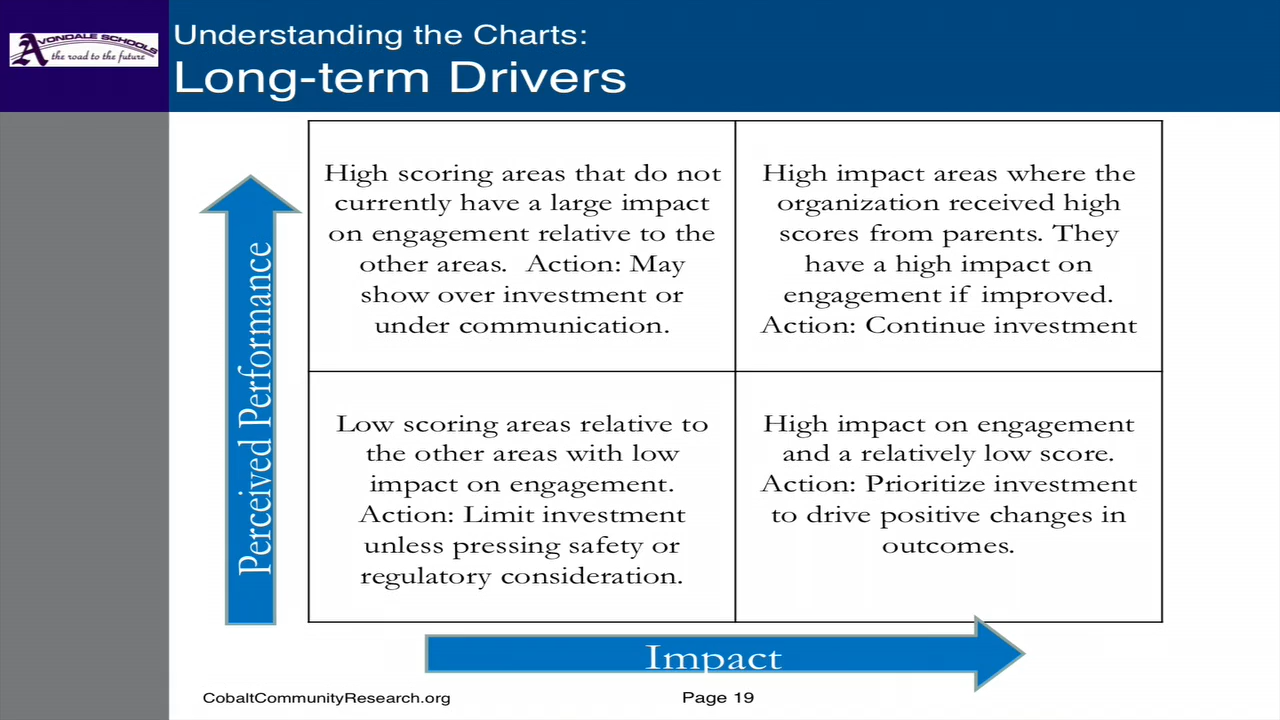 AVONDALE SCHOOLS
the road to the future
Understanding the Charts:
Long-term Drivers
High scoring areas that do not
currently have a large impact
on engagement relative to the
other areas.  Action: May
show over investment or
under communication.
High impact areas where the
organization received high
scores from parents. They
have a high impact on
engagement if improved.
Action: Continue investment
Perceived Performance
Low scoring areas relative to
the other areas with low
impact on engagement.
Action: Limit investment
unless pressing safety or
regulatory consideration.
High impact on engagement
and a relatively low score.
Action: Prioritize investment
to drive positive changes in
outcomes.
Impact
CobaltCommunityResearch.org
Page 19